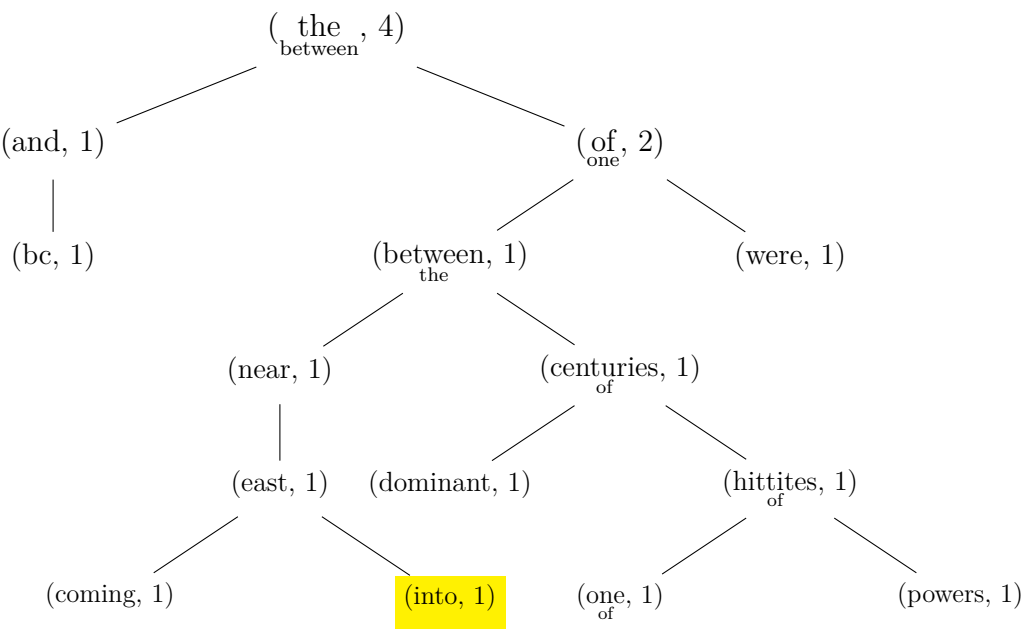 (the, 4)
between
(and, 1)
(of, 2)
one
(bc, 1)
(between, 1)
the
(were, 1)
(near, 1)
(centuries, 1)
of
(east, 1)
(dominant, 1)
(hittites, 1)
of
(coming, 1)
(into, 1)
(one, 1)
of
(powers, 1)